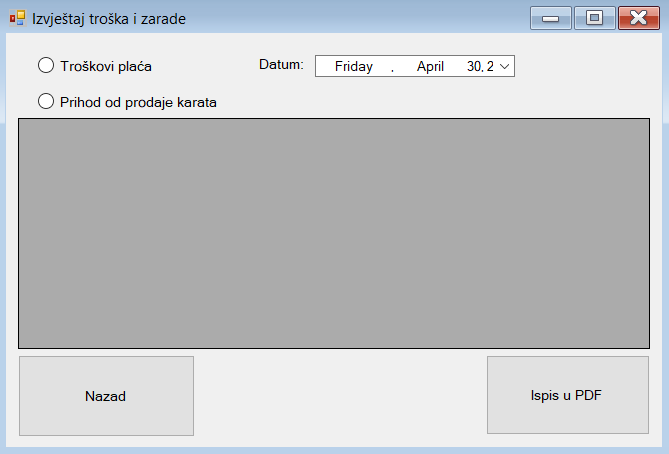 Izvještaj troška i zarade
Troškovi plaća
Datum:
Friday , April 30, 2
Prihod od prodaje karata
Nazad
Ispis u PDF